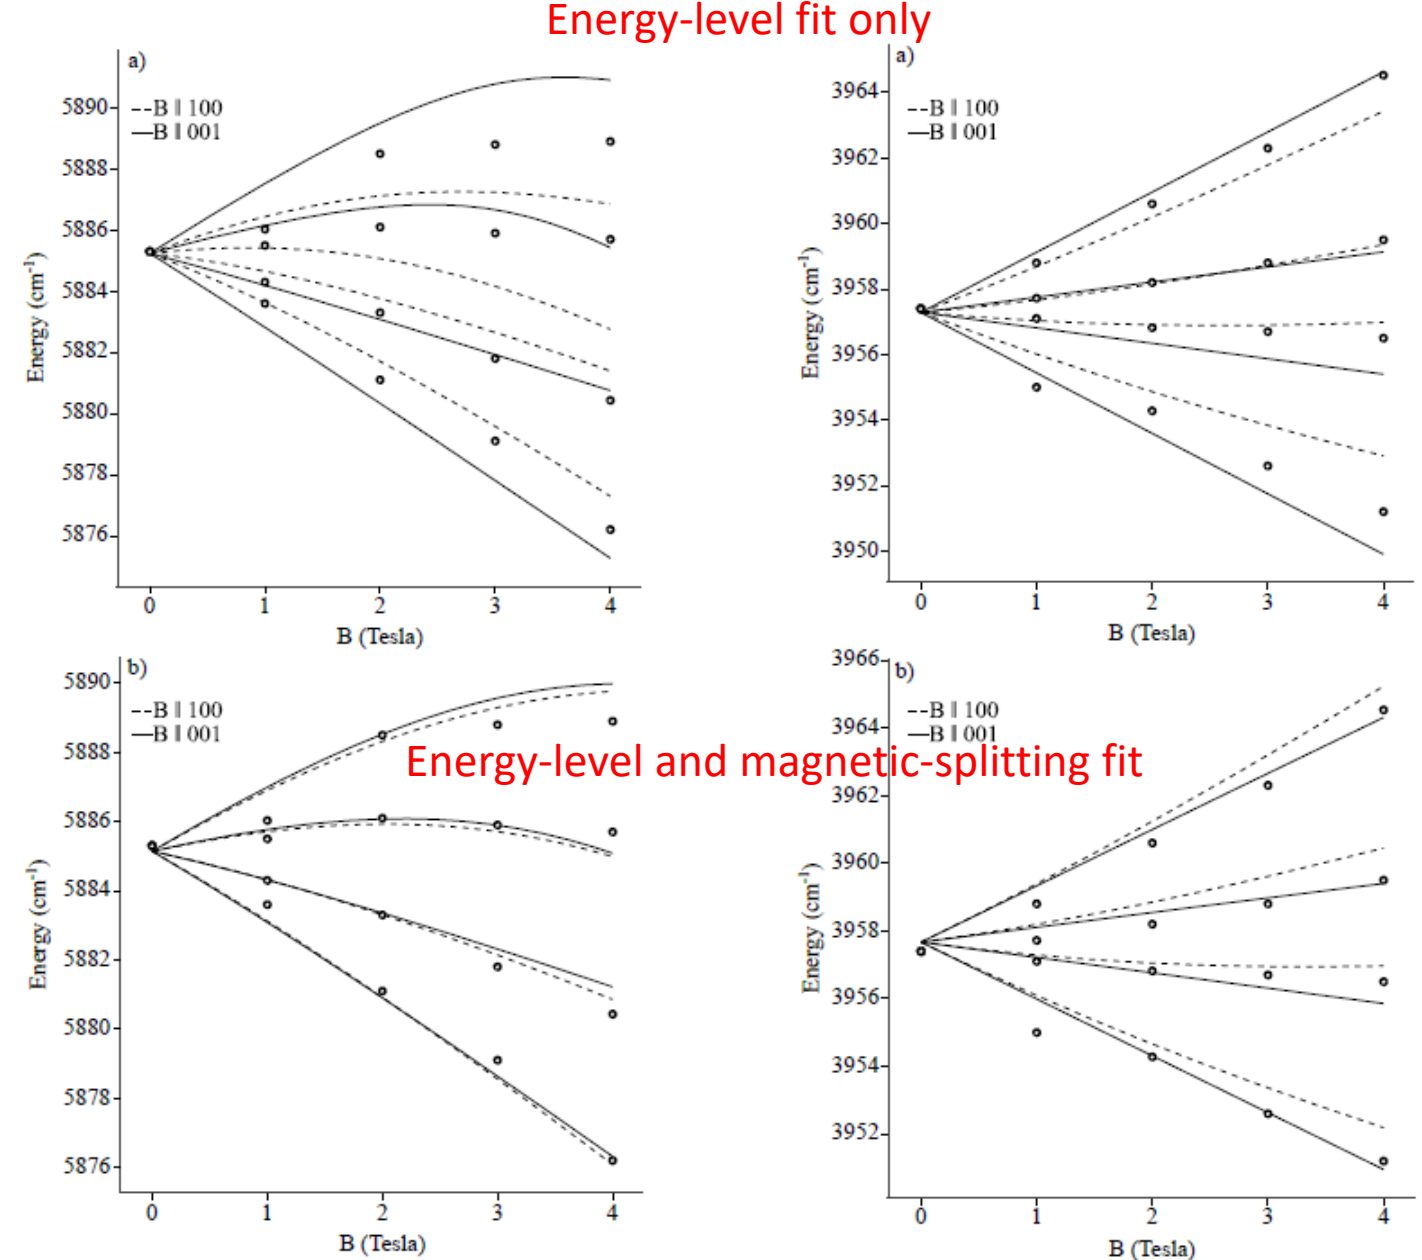 Energy-level fit only
a)
--B ∥ 100
—B ∥ 001
5890
5888
5886
5884
5882
5880
5878
5876
Energy (cm-1)
0 1 2 3 4
B (Tesla)
a)
--B ∥ 100
—B ∥ 001
3964
3962
3960
3958
3956
3954
3952
3950
Energy (cm-1)
0 1 2 3 4
B (Tesla)
Energy-level and magnetic-splitting fit
b)
--B ∥ 100
—B ∥ 001
5890
5888
5886
5884
5882
5880
5878
5876
Energy (cm-1)
0 1 2 3 4
B (Tesla)
b)
--B ∥ 100
—B ∥ 001
3966
3964
3962
3960
3958
3956
3954
3952
Energy (cm-1)
0 1 2 3 4
B (Tesla)